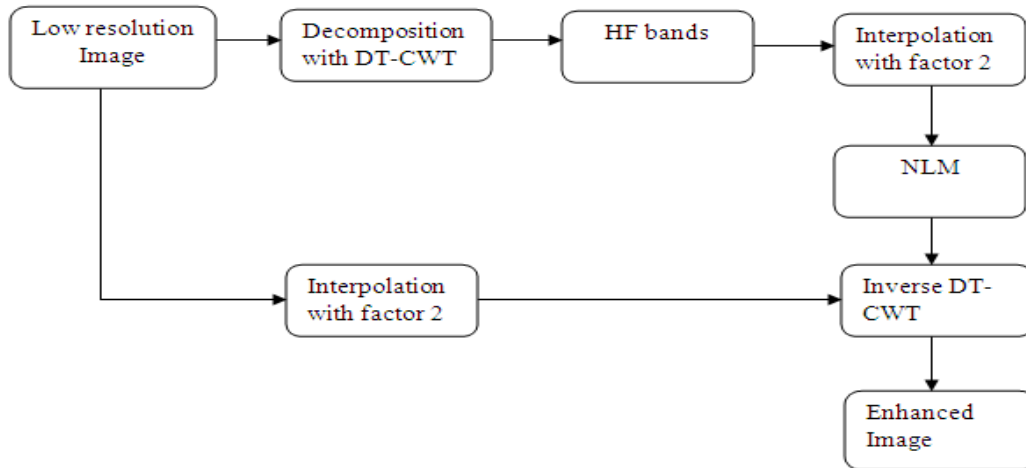 Low resolution
Image
Decomposition
with DT-CWT
HF bands
Interpolation
with factor 2
NLM
Interpolation
with factor 2
Inverse DT-
CWT
Enhanced
Image